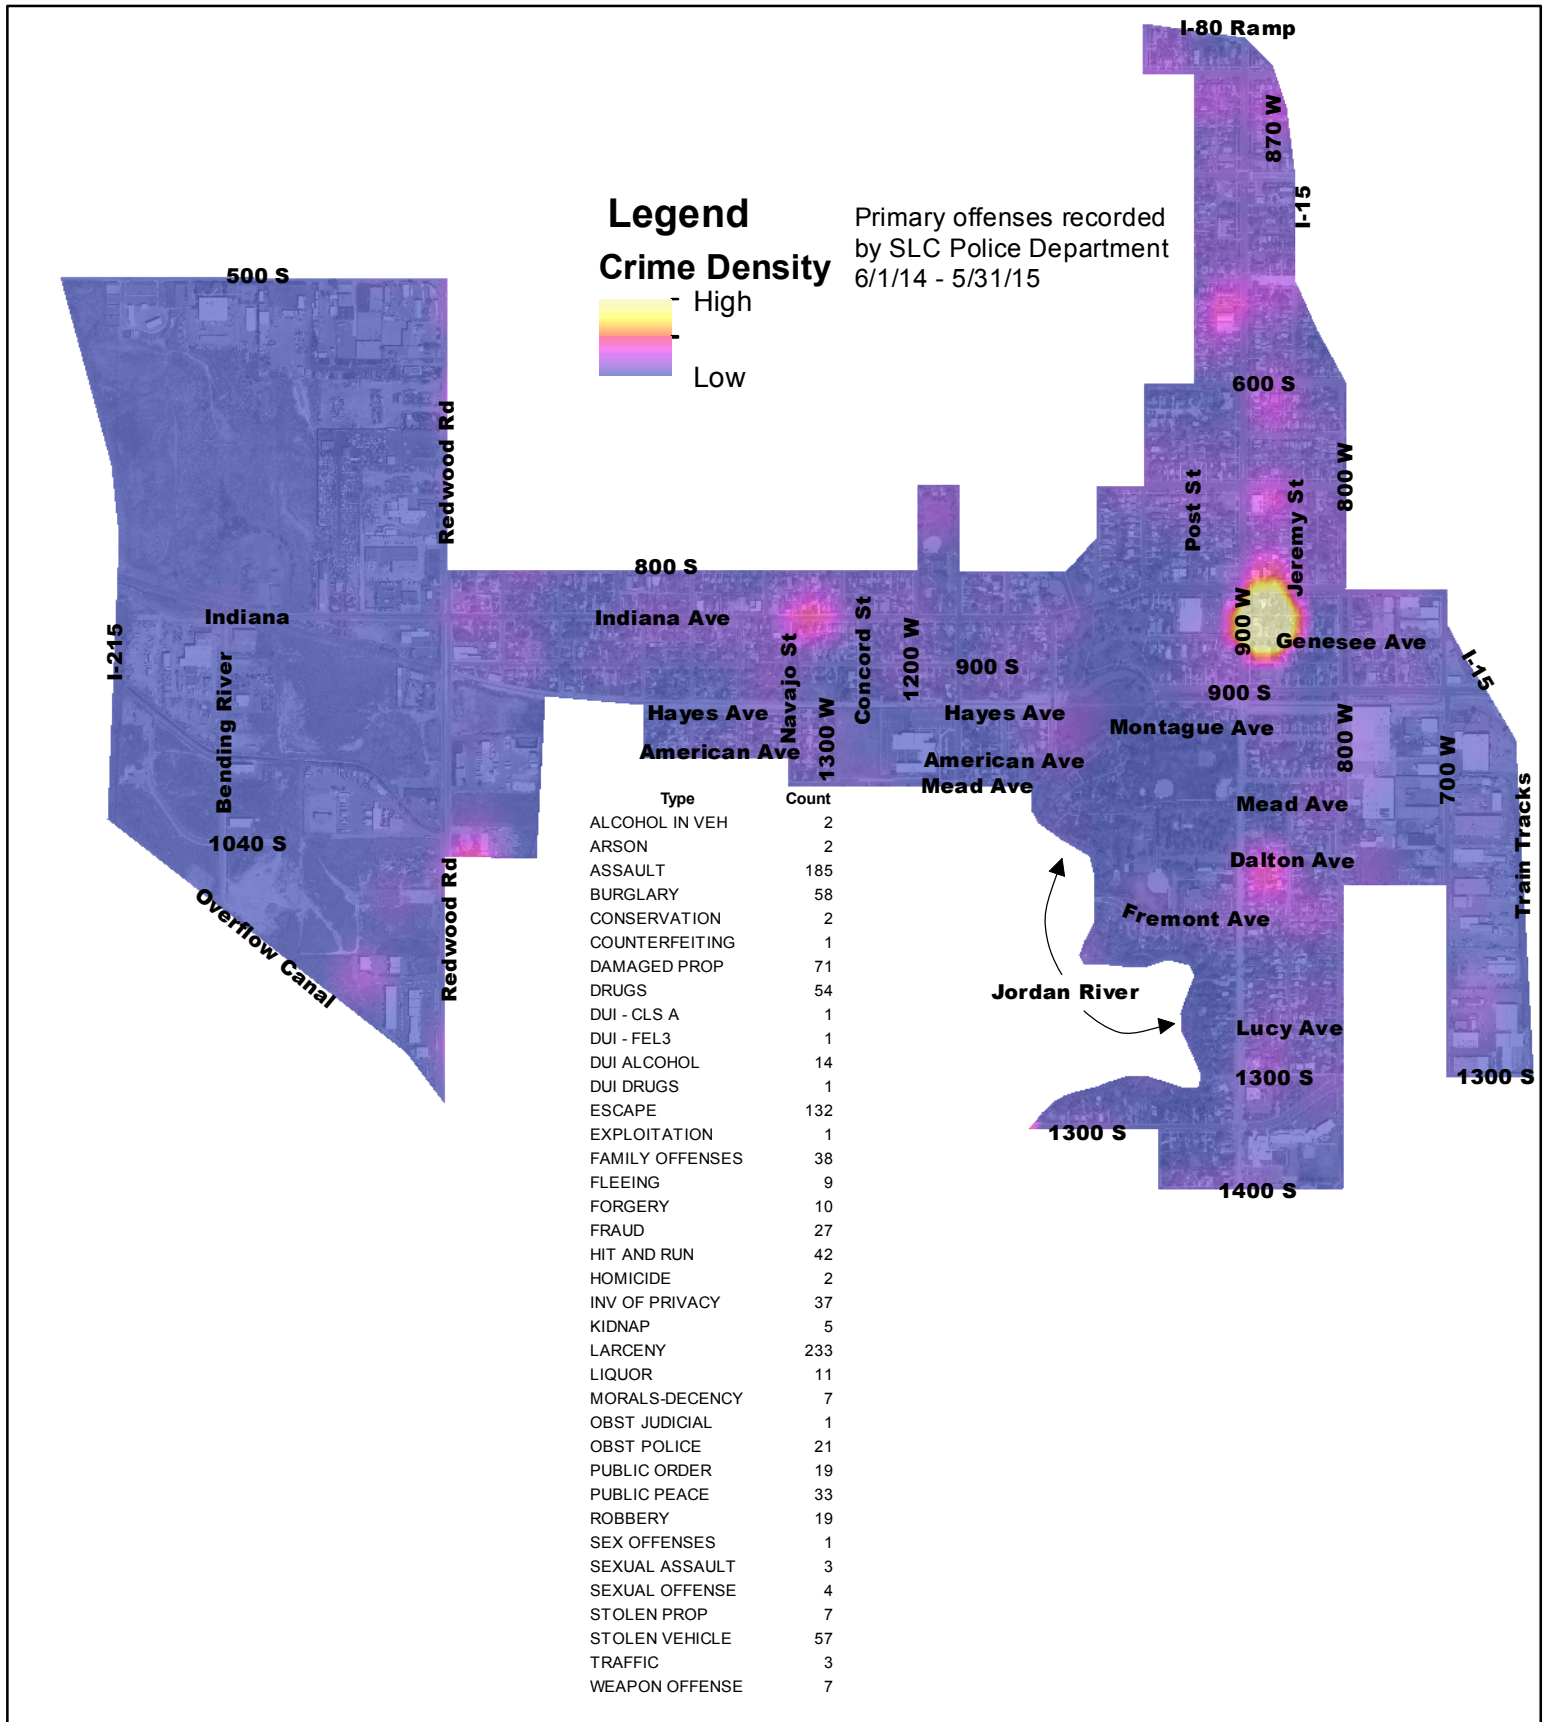 I-80 Ramp
870 W
I-15
Legend
Primary offenses recorded
by SLC Police Department
6/1/14 - 5/31/15
Crime Density
High
Low
500 S
600 S
Redwood Rd
800 W
Post St
Jeremy St
800 S
Indiana
Indiana Ave
900 W
Genesee Ave
I-215
Bending River
Navajo St
Concord St
1200 W
900 S
900 S
I-15
Hayes Ave
Hayes Ave
Montague Ave
1300 W
American Ave
American Ave
800 W
700 W
Mead Ave
Mead Ave
Train Tracks
1040 S
Dalton Ave
Redwood Rd
Overflow Canal
Fremont Ave
Jordan River
Lucy Ave
1300 S
1300 S
1300 S
1400 S
Type Count
ALCOHOL IN VEH 2
ARSON 2
ASSAULT 185
BURGLARY 58
CONSERVATION 2
COUNTERFEITING 1
DAMAGED PROP 71
DRUGS 54
DUI - CLS A 1
DUI - FEL3 1
DUI ALCOHOL 14
DUI DRUGS 1
ESCAPE 132
EXPLOITATION 1
FAMILY OFFENSES 38
FLEEING 9
FORGERY 10
FRAUD 27
HIT AND RUN 42
HOMICIDE 2
INV OF PRIVACY 37
KIDNAP 5
LARCENY 233
LIQUOR 11
MORALS-DECENCY 7
OBST JUDICIAL 1
OBST POLICE 21
PUBLIC ORDER 19
PUBLIC PEACE 33
ROBBERY 19
SEX OFFENSES 1
SEXUAL ASSAULT 3
SEXUAL OFFENSE 4
STOLEN PROP 7
STOLEN VEHICLE 57
TRAFFIC 3
WEAPON OFFENSE 7